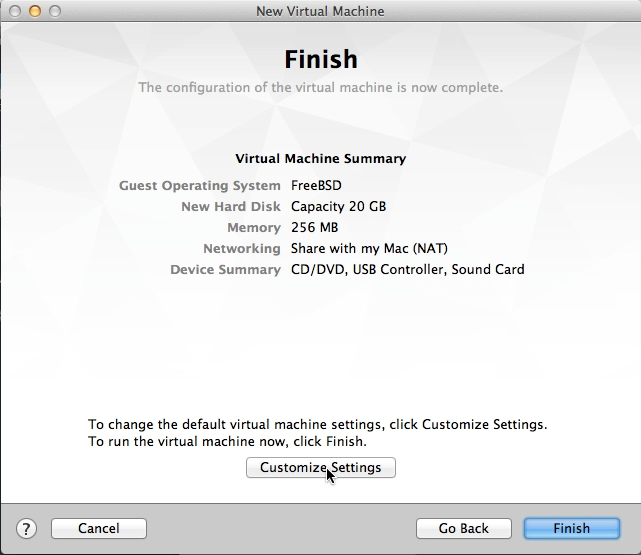 New Virtual Machine
Finish
The configuration of the virtual machine is now complete.
Virtual Machine Summary
Guest Operating System FreeBSD
New Hard Disk Capacity 20 GB
Memory 256 MB
Networking Share with my Mac (NAT)
Device Summary CD/DVD, USB Controller, Sound Card
To change the default virtual machine settings, click Customize Settings.
To run the virtual machine now, click Finish.
Customize Settings
? Cancel Go Back Finish